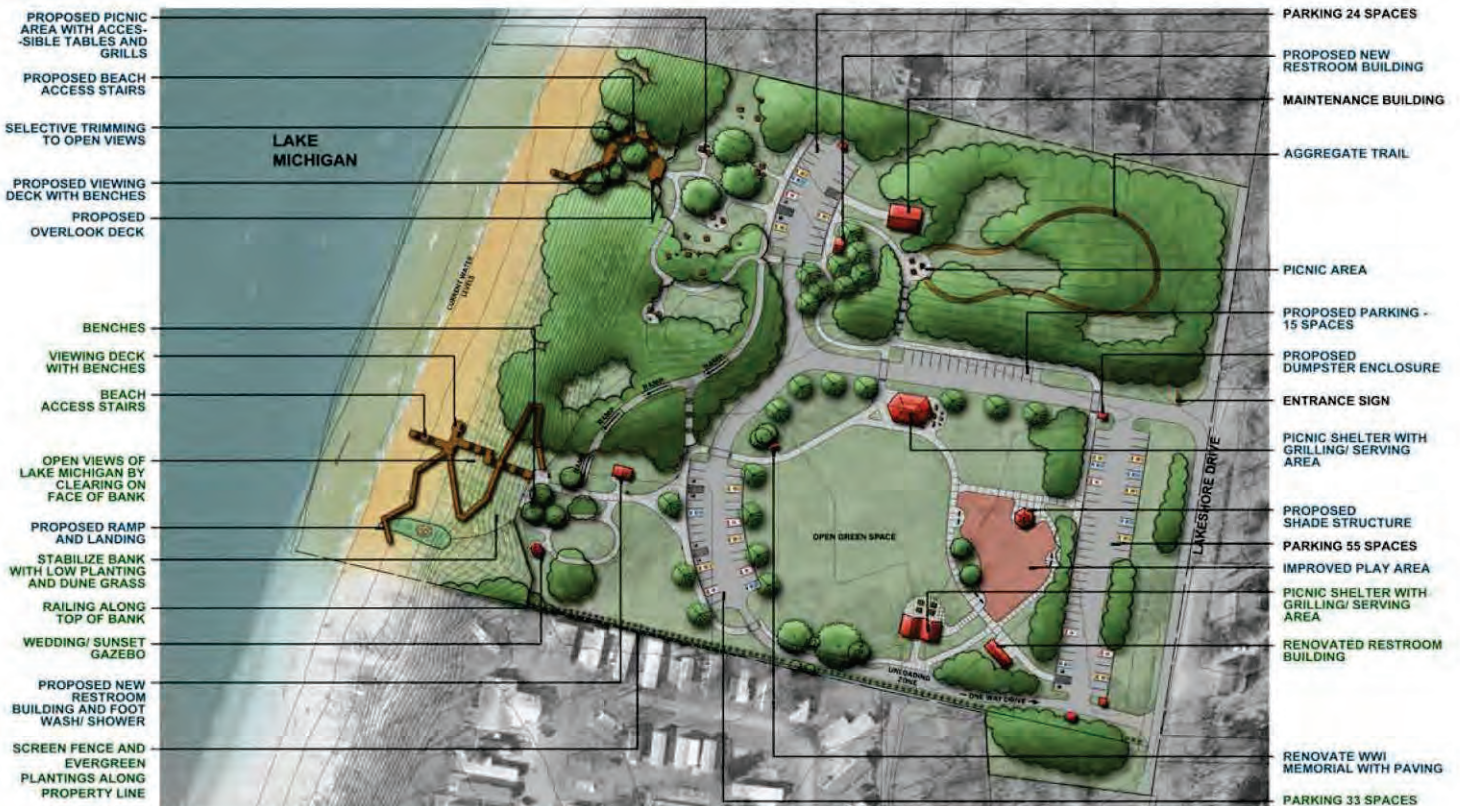 PROPOSED PICNIC
AREA WITH ACCES-
-SIBLE TABLES AND
GRILLS
PROPOSED BEACH
ACCESS STAIRS
SELECTIVE TRIMMING
TO OPEN VIEWS
PROPOSED VIEWING
DECK WITH BENCHES
PROPOSED
OVERLOOK DECK
BENCHES
VIEWING DECK
WITH BENCHES
BEACH
ACCESS STAIRS
OPEN VIEWS OF
LAKE MICHIGAN BY
CLEARING ON
FACE OF BANK
PROPOSED RAMP
AND LANDING
STABILIZE BANK
WITH LOW PLANTING
AND DUNE GRASS
RAILING ALONG
TOP OF BANK
WEDDING/ SUNSET
GAZEBO
PROPOSED NEW
RESTROOM
BUILDING AND FOOT
WASH/ SHOWER
SCREEN FENCE AND
EVERGREEN
PLANTINGS ALONG
PROPERTY LINE
LAKE
MICHIGAN
CURRENT WATER
LEVELS
RAMP
RAMP
RAMP
OPEN GREEN SPACE
UNLOADING
ZONE
ONE WAY DRIVE
LAKESHORE DRIVE
PARKING 24 SPACES
PROPOSED NEW
RESTROOM BUILDING
MAINTENANCE BUILDING
AGGREGATE TRAIL
PICNIC AREA
PROPOSED PARKING -
15 SPACES
PROPOSED
DUMPSTER ENCLOSURE
ENTRANCE SIGN
PICNIC SHELTER WITH
GRILLING/ SERVING
AREA
PROPOSED
SHADE STRUCTURE
PARKING 55 SPACES
IMPROVED PLAY AREA
PICNIC SHELTER WITH
GRILLING/ SERVING
AREA
RENOVATED RESTROOM
BUILDING
RENOVATE WWI
MEMORIAL WITH PAVING
PARKING 33 SPACES